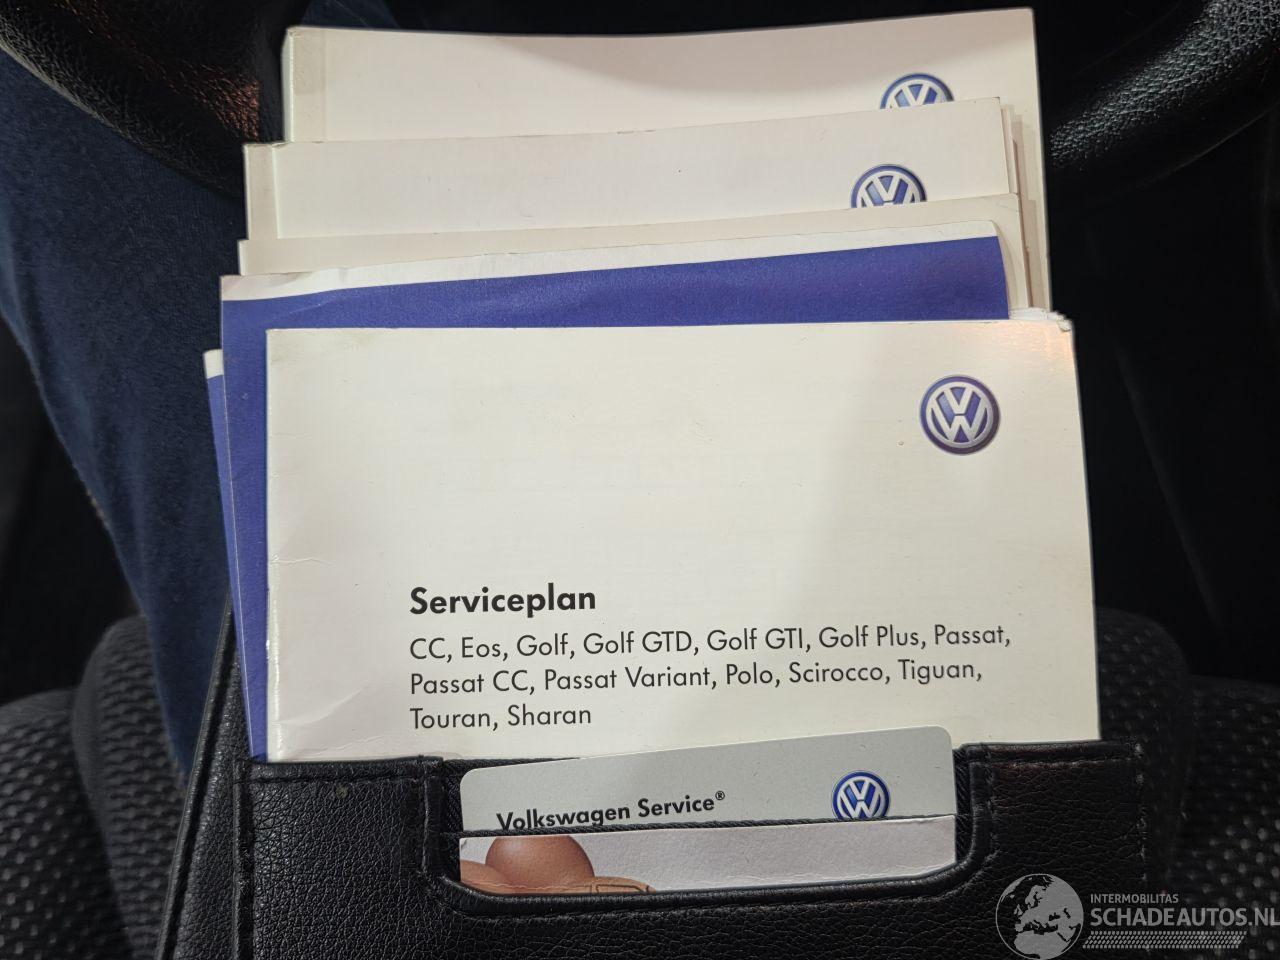 Serviceplan
CC, Eos, Golf, Golf GTD, Golf GTI, Golf Plus, Passat,
Passat CC, Passat Variant, Polo, Scirocco, Tiguan,
Touran, Sharan
Volkswagen Service®
INTERMOBILITAS
SCHADEAUTOS.NL